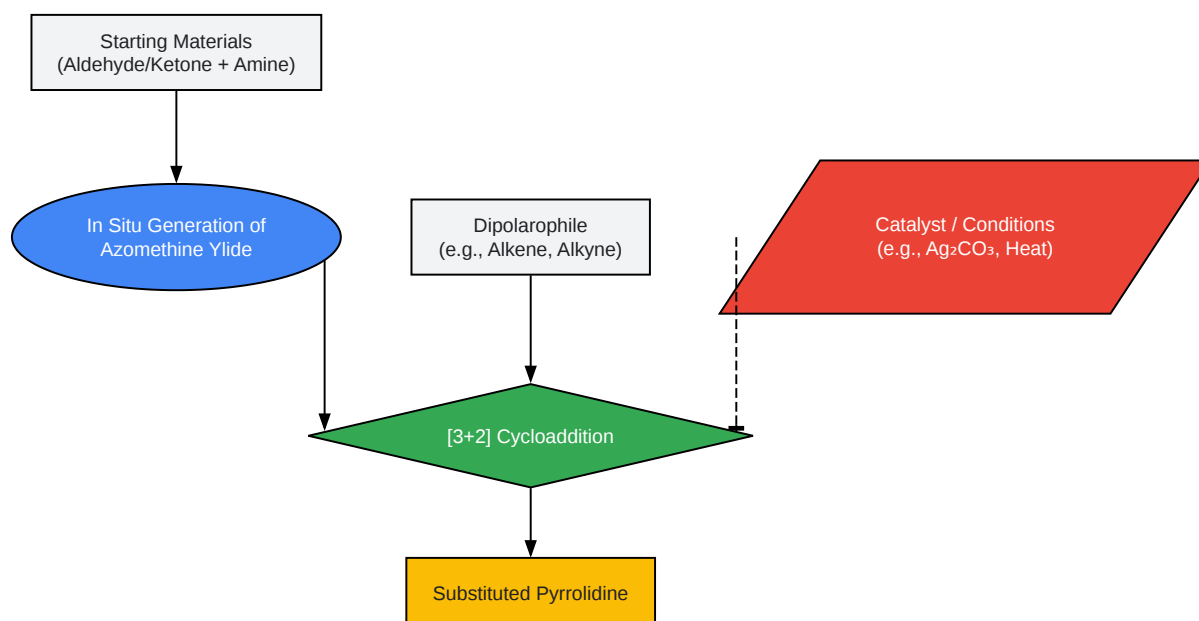 Starting Materials
(Aldehyde/Ketone + Amine)
In Situ Generation of
Azomethine Ylide
Dipolarophile
(e.g., Alkene, Alkyne)
Catalyst / Conditions
(e.g., Ag₂CO₃, Heat)
[3+2] Cycloaddition
Substituted Pyrrolidine